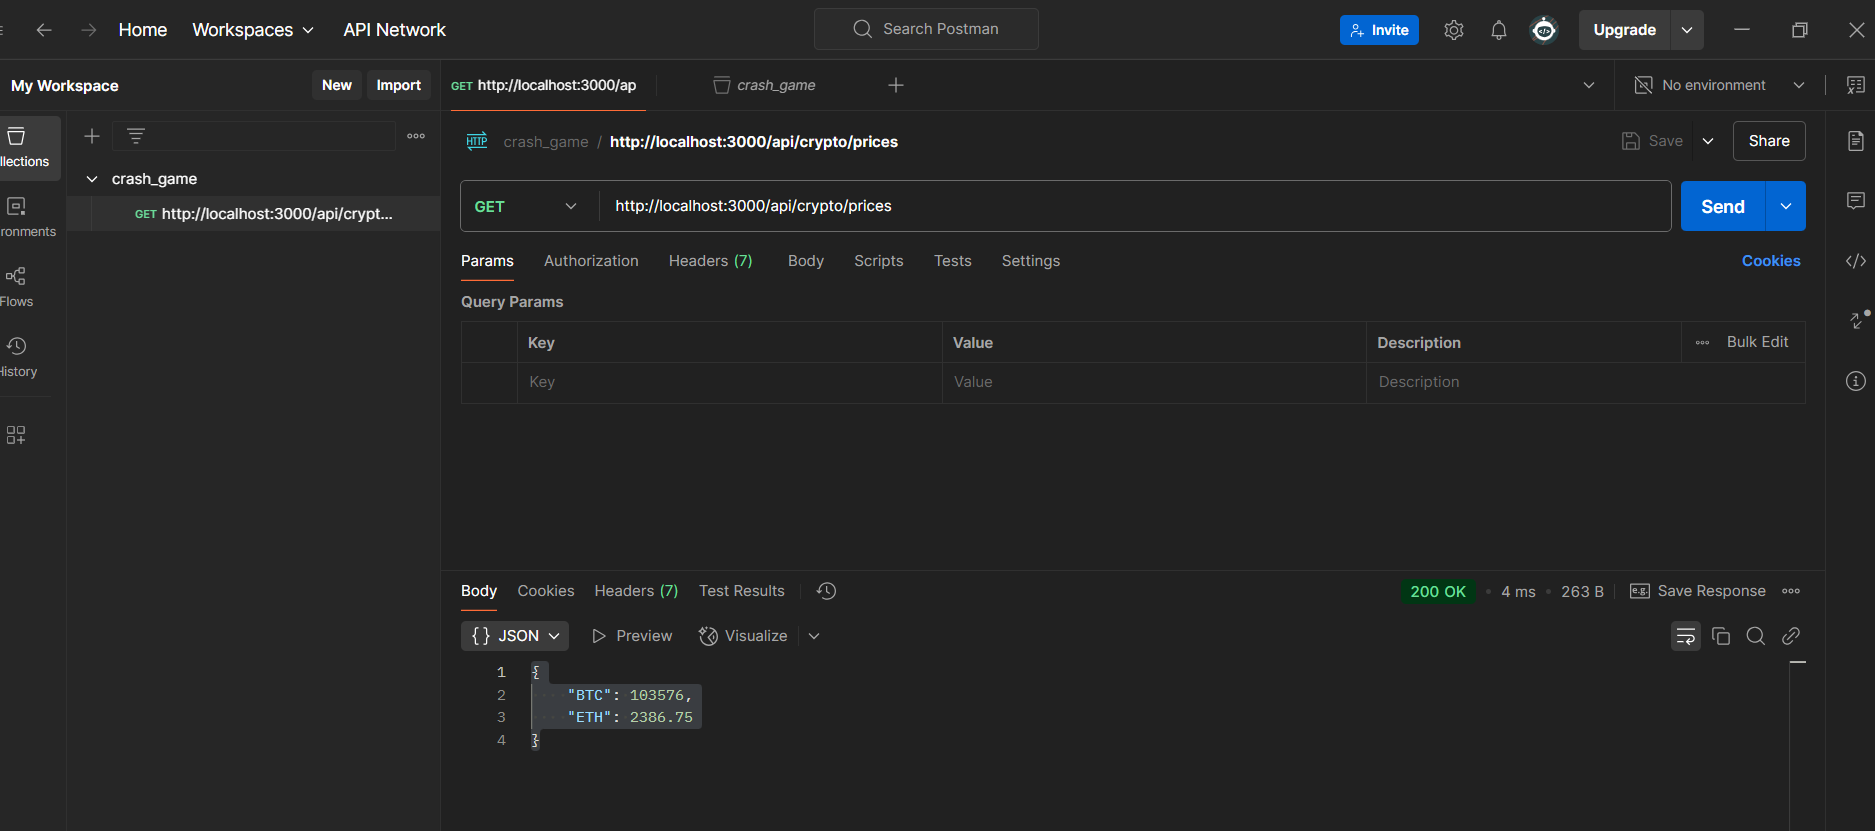 Home Workspaces API Network Search Postman Invite Upgrade
My Workspace New Import GET http://localhost:3000/ap crash_game No environment
llections
ronments
Flows
History
crash_game
GET http://localhost:3000/api/crypt...
HTTP crash_game / http://localhost:3000/api/crypto/prices Save Share
GET http://localhost:3000/api/crypto/prices Send
Params Authorization Headers (7) Body Scripts Tests Settings Cookies
Query Params
Key Value Description Bulk Edit
Key Value Description
Body Cookies Headers (7) Test Results 200 OK • 4 ms • 263 B e.g. Save Response
{} JSON Preview Visualize
1 {
2 "BTC": 103576,
3 "ETH": 2386.75
4 }